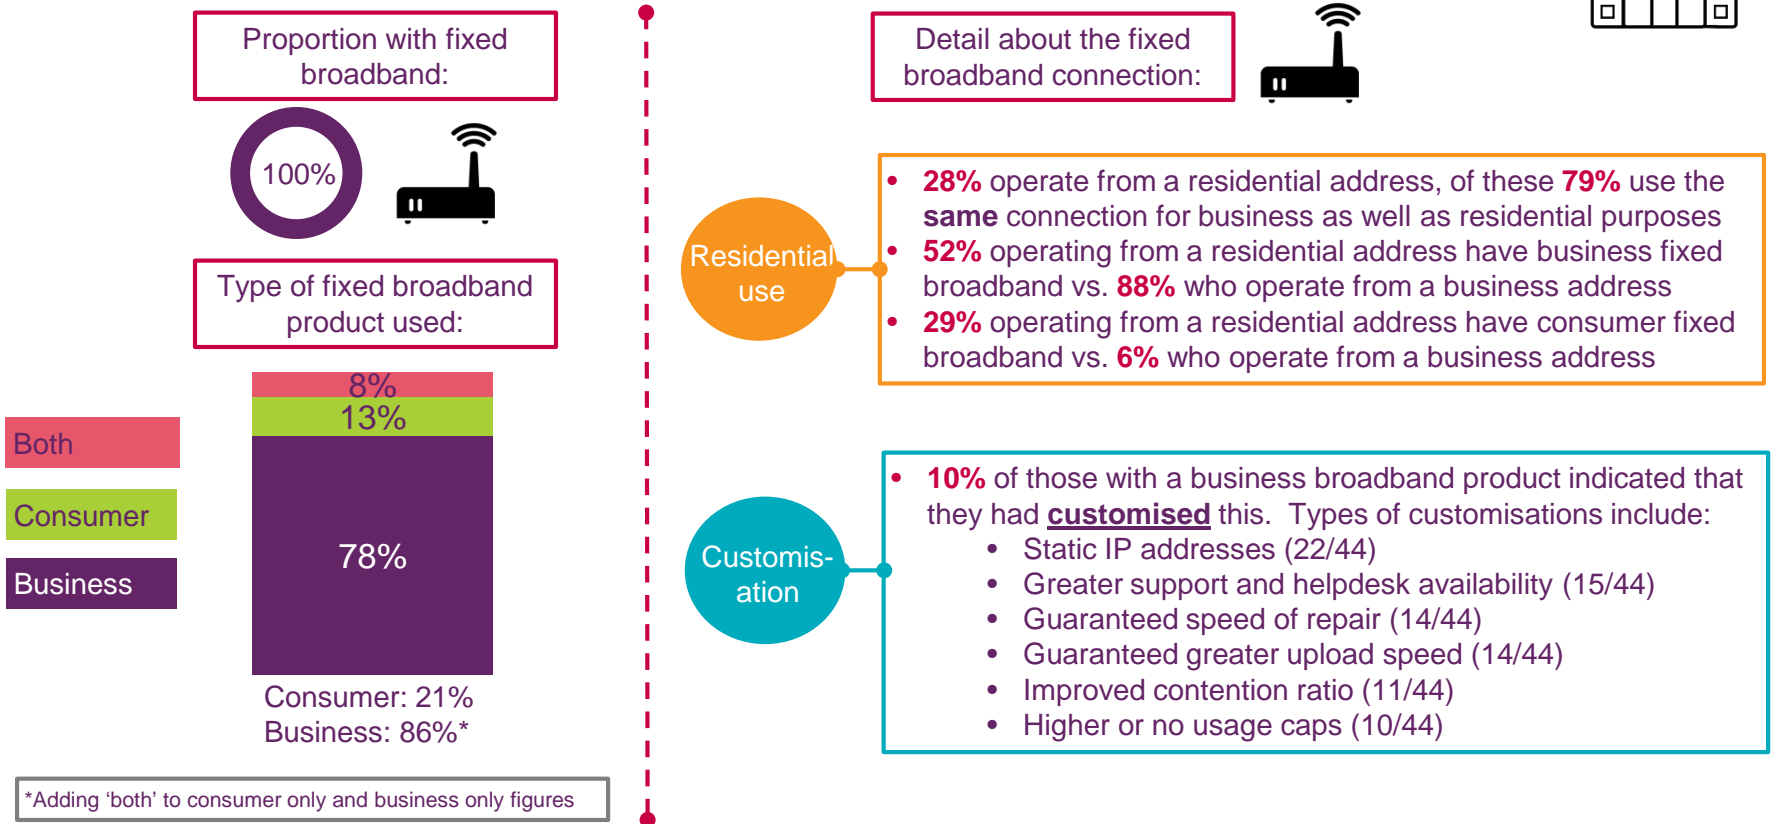 Proportion with fixed
broadband:
100%
Type of fixed broadband
product used:
8%
13%
78%
Both
Consumer
Business
Consumer: 21%
Business: 86%*
*Adding ‘both’ to consumer only and business only figures
Detail about the fixed
broadband connection:
Residential
use
• 28% operate from a residential address, of these 79% use the
same connection for business as well as residential purposes
• 52% operating from a residential address have business fixed
broadband vs. 88% who operate from a business address
• 29% operating from a residential address have consumer fixed
broadband vs. 6% who operate from a business address
Customis-
ation
• 10% of those with a business broadband product indicated that
they had customised this. Types of customisations include:
• Static IP addresses (22/44)
• Greater support and helpdesk availability (15/44)
• Guaranteed speed of repair (14/44)
• Guaranteed greater upload speed (14/44)
• Improved contention ratio (11/44)
• Higher or no usage caps (10/44)